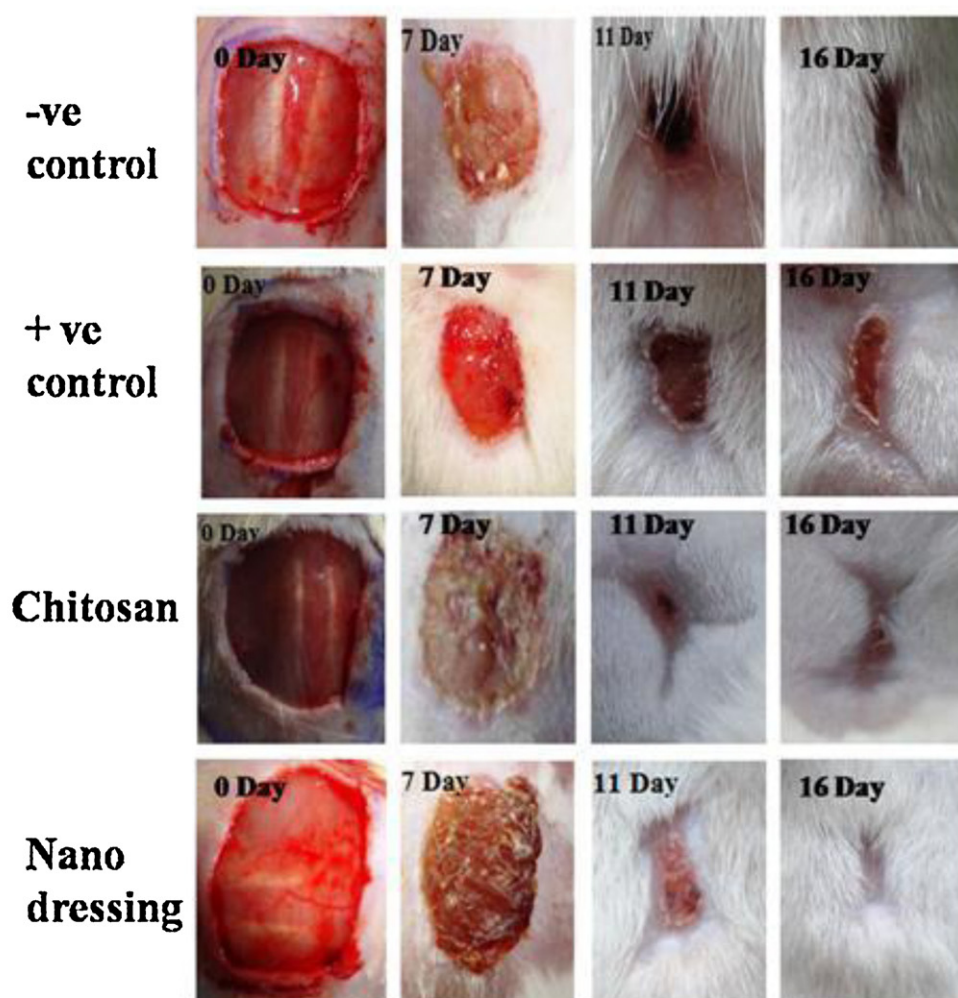 -ve
control
0 Day
7 Day
11 Day
16 Day
+ ve
control
0 Day
7 Day
11 Day
16 Day
Chitosan
0 Day
7 Day
11 Day
16 Day
Nano
dressing
0 Day
7 Day
11 Day
16 Day